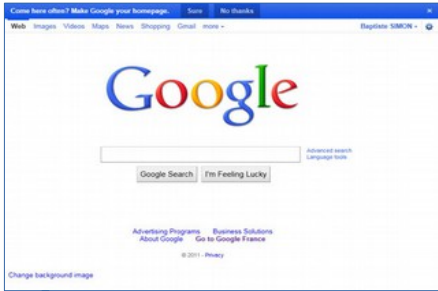 Come here often? Make Google your homepage. Sure No thanks ×
Web Images Videos Maps News Shopping Gmail more Baptiste SIMON
Google
Advanced search
Language tools
Google Search I'm Feeling Lucky
Advertising Programs Business Solutions
About Google Go to Google France
© 2011 - Privacy
Change background image